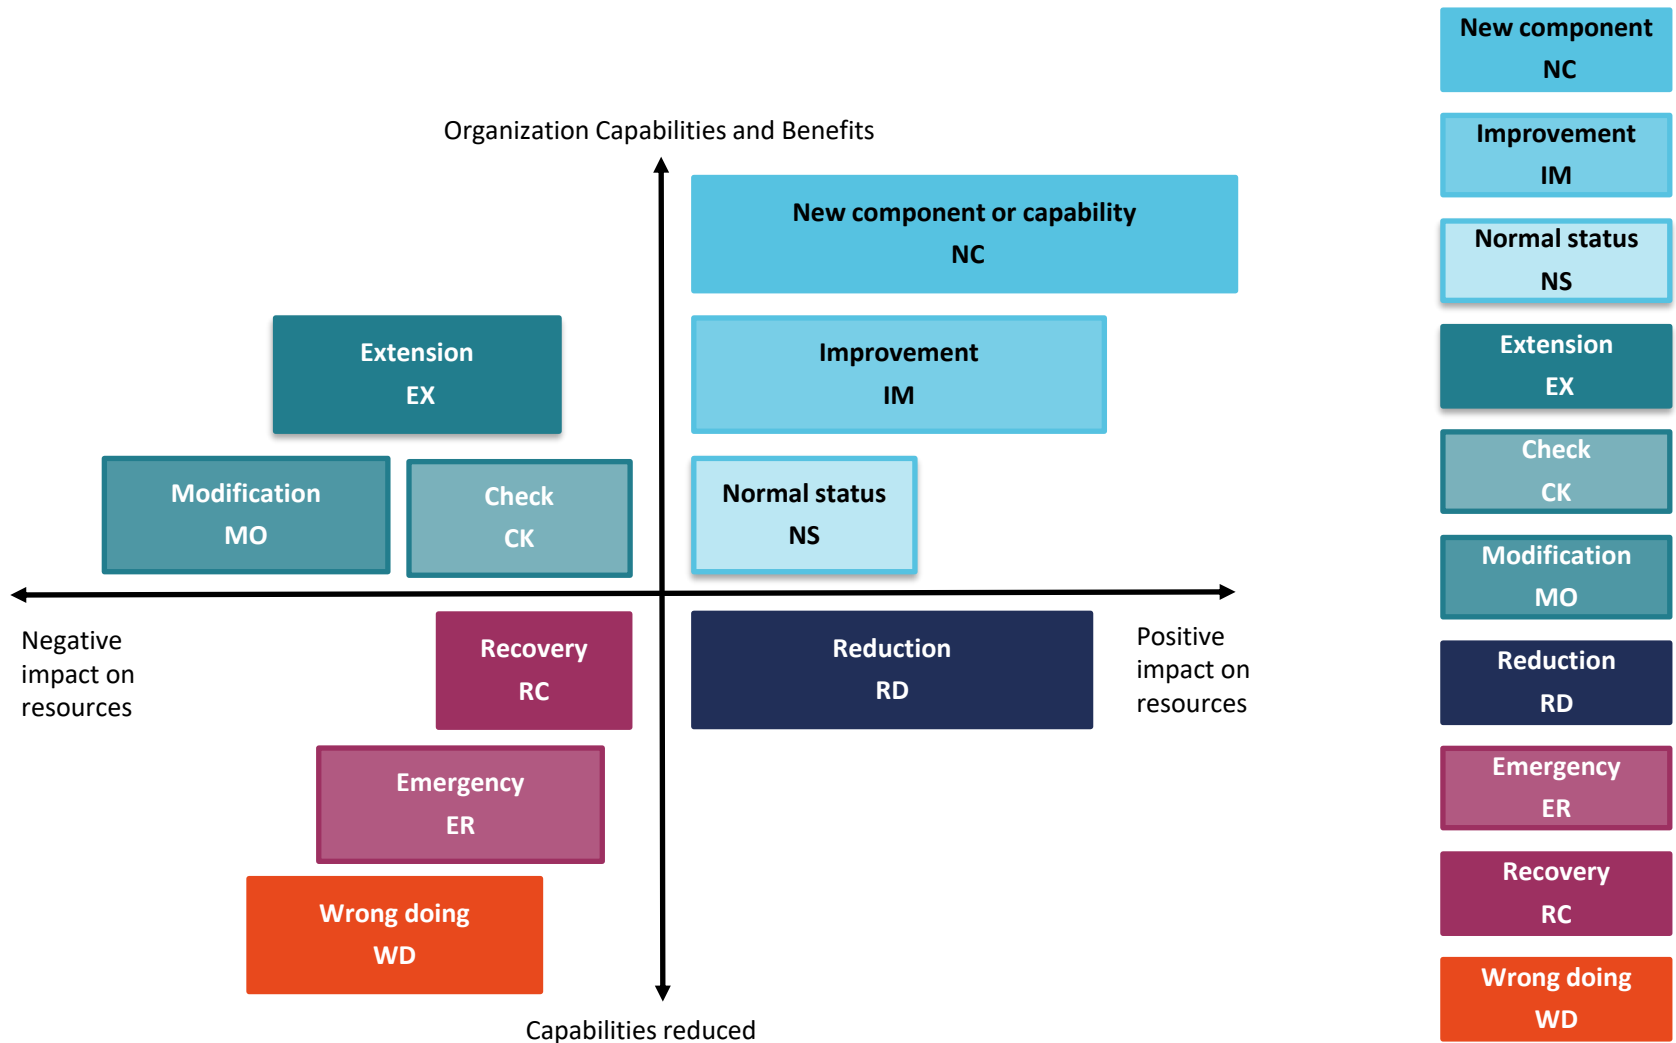 Organization Capabilities and Benefits
New component or capability
NC
Extension
EX
Improvement
IM
Modification
MO
Check
CK
Normal status
NS
Negative
impact on
resources
Recovery
RC
Reduction
RD
Positive
impact on
resources
Emergency
ER
Wrong doing
WD
Capabilities reduced
New component
NC
Improvement
IM
Normal status
NS
Extension
EX
Check
CK
Modification
MO
Reduction
RD
Emergency
ER
Recovery
RC
Wrong doing
WD